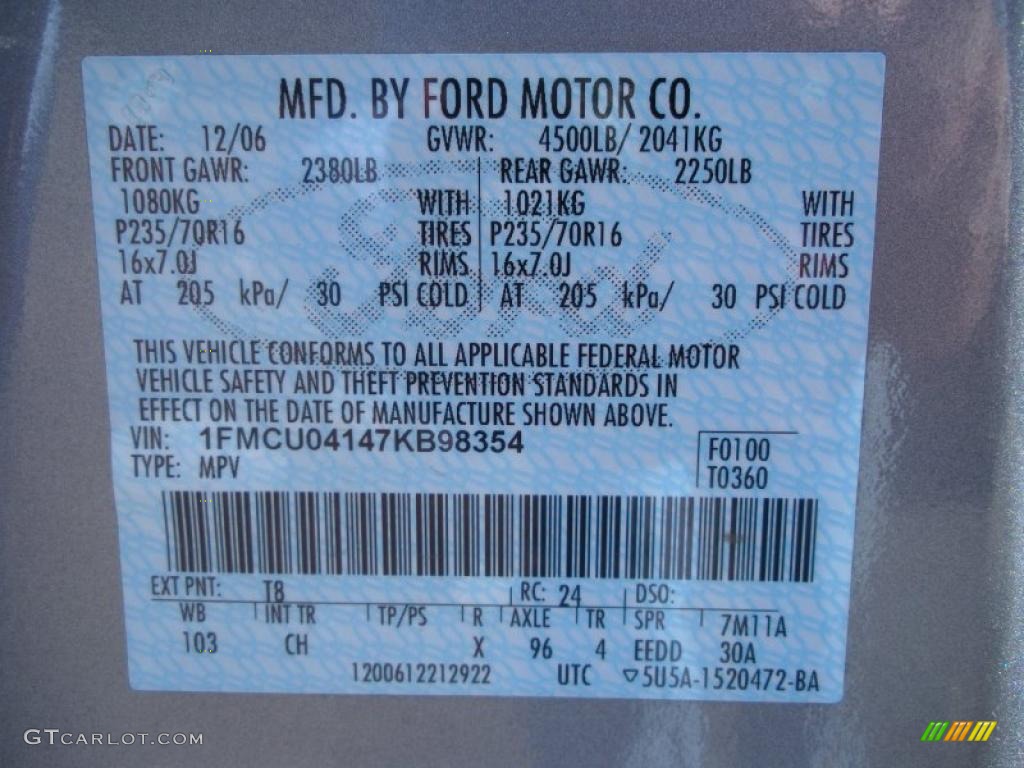 MFD. BY FORD MOTOR CO.
DATE: 12/06 GVWR: 4500LB/ 2041KG
FRONT GAWR: 2380LB REAR GAWR: 2250LB
1080KG WITH 1021KG WITH
P235/70R16 TIRES P235/70R16 TIRES
16x7.0J RIMS 16x7.0J RIMS
AT 205 kPa/ 30 PSI COLD AT 205 kPa/ 30 PSI COLD
THIS VEHICLE CONFORMS TO ALL APPLICABLE FEDERAL MOTOR
VEHICLE SAFETY AND THEFT PREVENTION STANDARDS IN
EFFECT ON THE DATE OF MANUFACTURE SHOWN ABOVE.
VIN: 1FMCU04147KB98354 F0100
TYPE: MPV T0360
EXT PNT: T8 RC: 24 DSO:
WB INT TR TP/PS R AXLE TR SPR 7M11A
103 CH X 96 4 EEDD 30A
1200612212922 UTC ▽5U5A-1520472-BA
GTCARLOT.COM